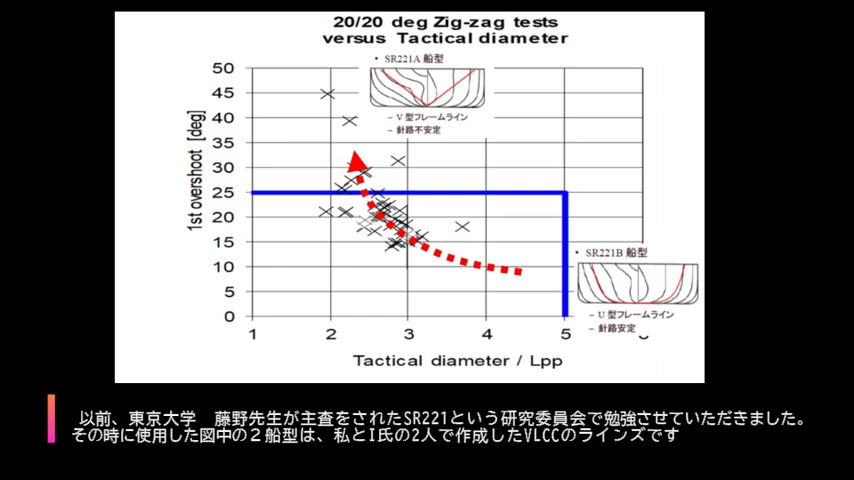 20/20 deg Zig-zag tests
versus Tactical diameter
• SR221A 船型
– V 型フレームライン
– 針路不安定
1st overshoot [deg]
50
45
40
35
30
25
20
15
10
5
0
1 2 3 4 5
• SR221B 船型
– U 型フレームライン
– 針路安定
Tactical diameter / Lpp
以前、東京大学　藤野先生が主査をされたSR221という研究委員会で勉強させていただきました。
その時に使用した図中の２船型は、私とI氏の2人で作成したVLCCのラインズです